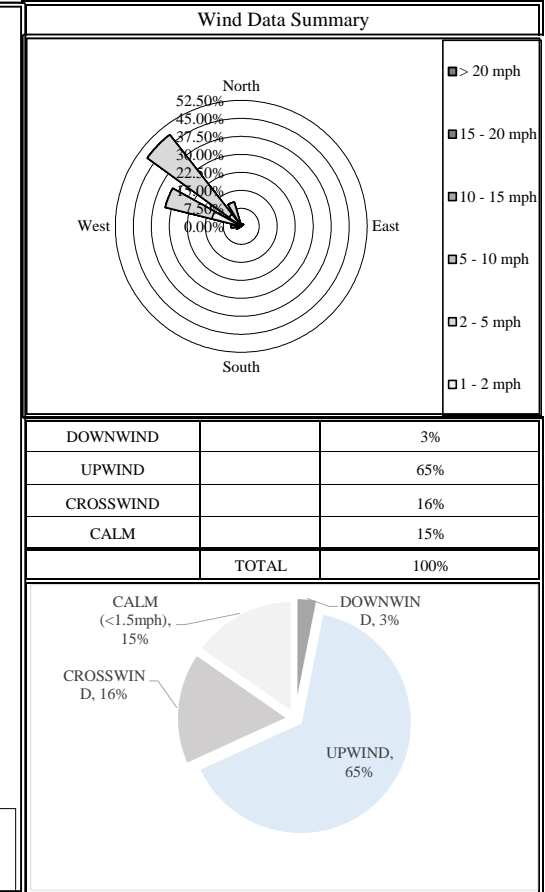 Wind Data Summary
North
52.50%
45.00%
37.50%
30.00%
22.50%
15.00%
7.50%
0.00%
West
East
South
> 20 mph
15 - 20 mph
10 - 15 mph
5 - 10 mph
2 - 5 mph
1 - 2 mph
DOWNWIND 3%
UPWIND 65%
CROSSWIND 16%
CALM 15%
TOTAL 100%
CALM
(<1.5mph),
15%
DOWNWIN
D, 3%
CROSSWIN
D, 16%
UPWIND,
65%